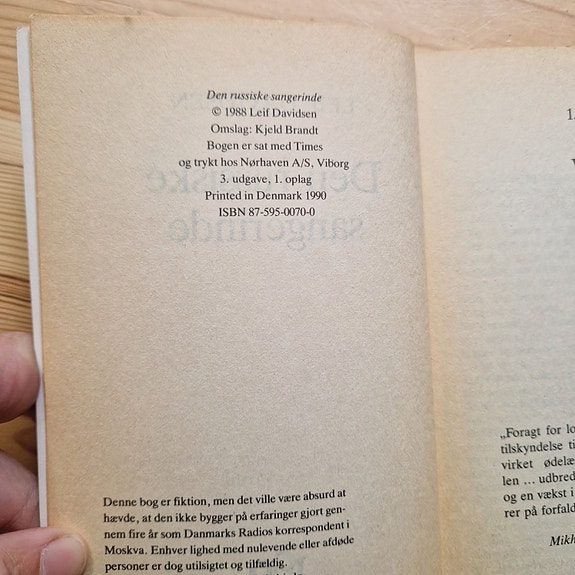 Den russiske sangerinde
© 1988 Leif Davidsen
Omslag: Kjeld Brandt
Bogen er sat med Times
og trykt hos Nørhaven A/S, Viborg
3. udgave, 1. oplag
Printed in Denmark 1990
ISBN 87-595-0070-0
Denne bog er fiktion, men det ville være absurd at
hævde, at den ikke bygger på erfaringer gjort gen-
nem fire år som Danmarks Radios korrespondent i
Moskva. Enhver lighed med nulevende eller afdøde
personer er dog utilsigtet og tilfældig.
1.
„Foragt for lo
tilskyndelse ti
virket ødelæ
len ... udbred
og en vækst i
rer på forfald
Mikh